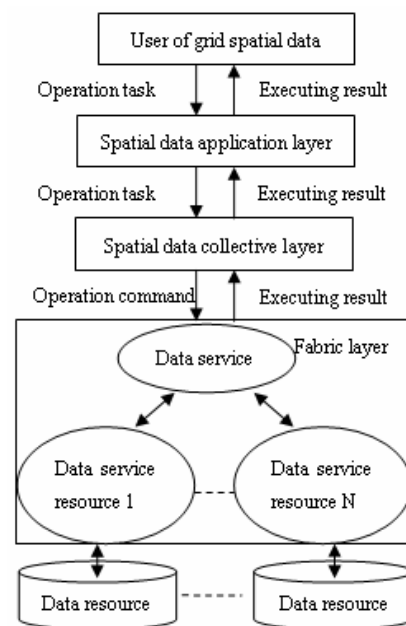 User of grid spatial data
Operation task
Executing result
Spatial data application layer
Operation task
Executing result
Spatial data collective layer
Operation command
Executing result
Fabric layer
Data service
Data service
resource 1
Data service
resource N
Data resource
Data resource